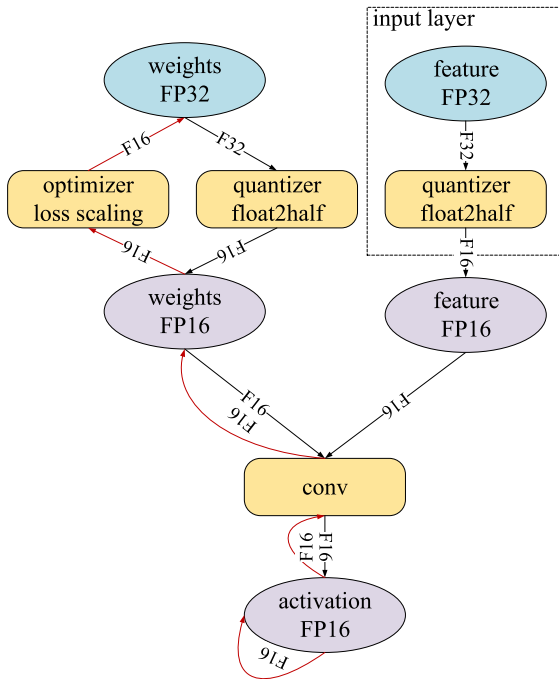 input layer
weights
FP32
feature
FP32
F16
F32
F32
optimizer
loss scaling
quantizer
float2half
quantizer
float2half
F16
F16
F16
weights
FP16
feature
FP16
F16
F16
F16
conv
F16
F16
activation
FP16
F16